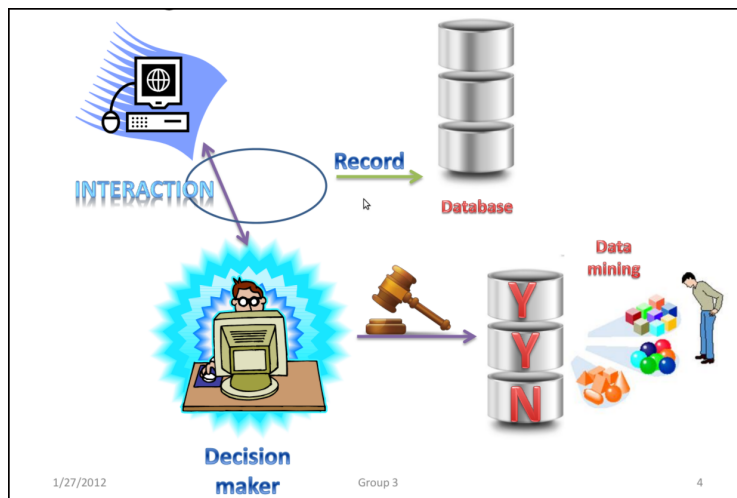 Record
INTERACTION
Database
Data
mining
Y
Y
N
Decision
maker
1/27/2012
Group 3
4